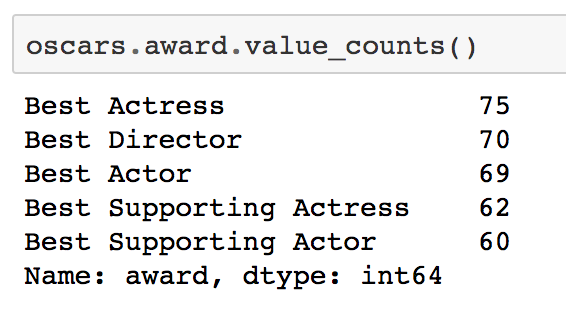 oscars.award.value_counts()
Best Actress 75
Best Director 70
Best Actor 69
Best Supporting Actress 62
Best Supporting Actor 60
Name: award, dtype: int64